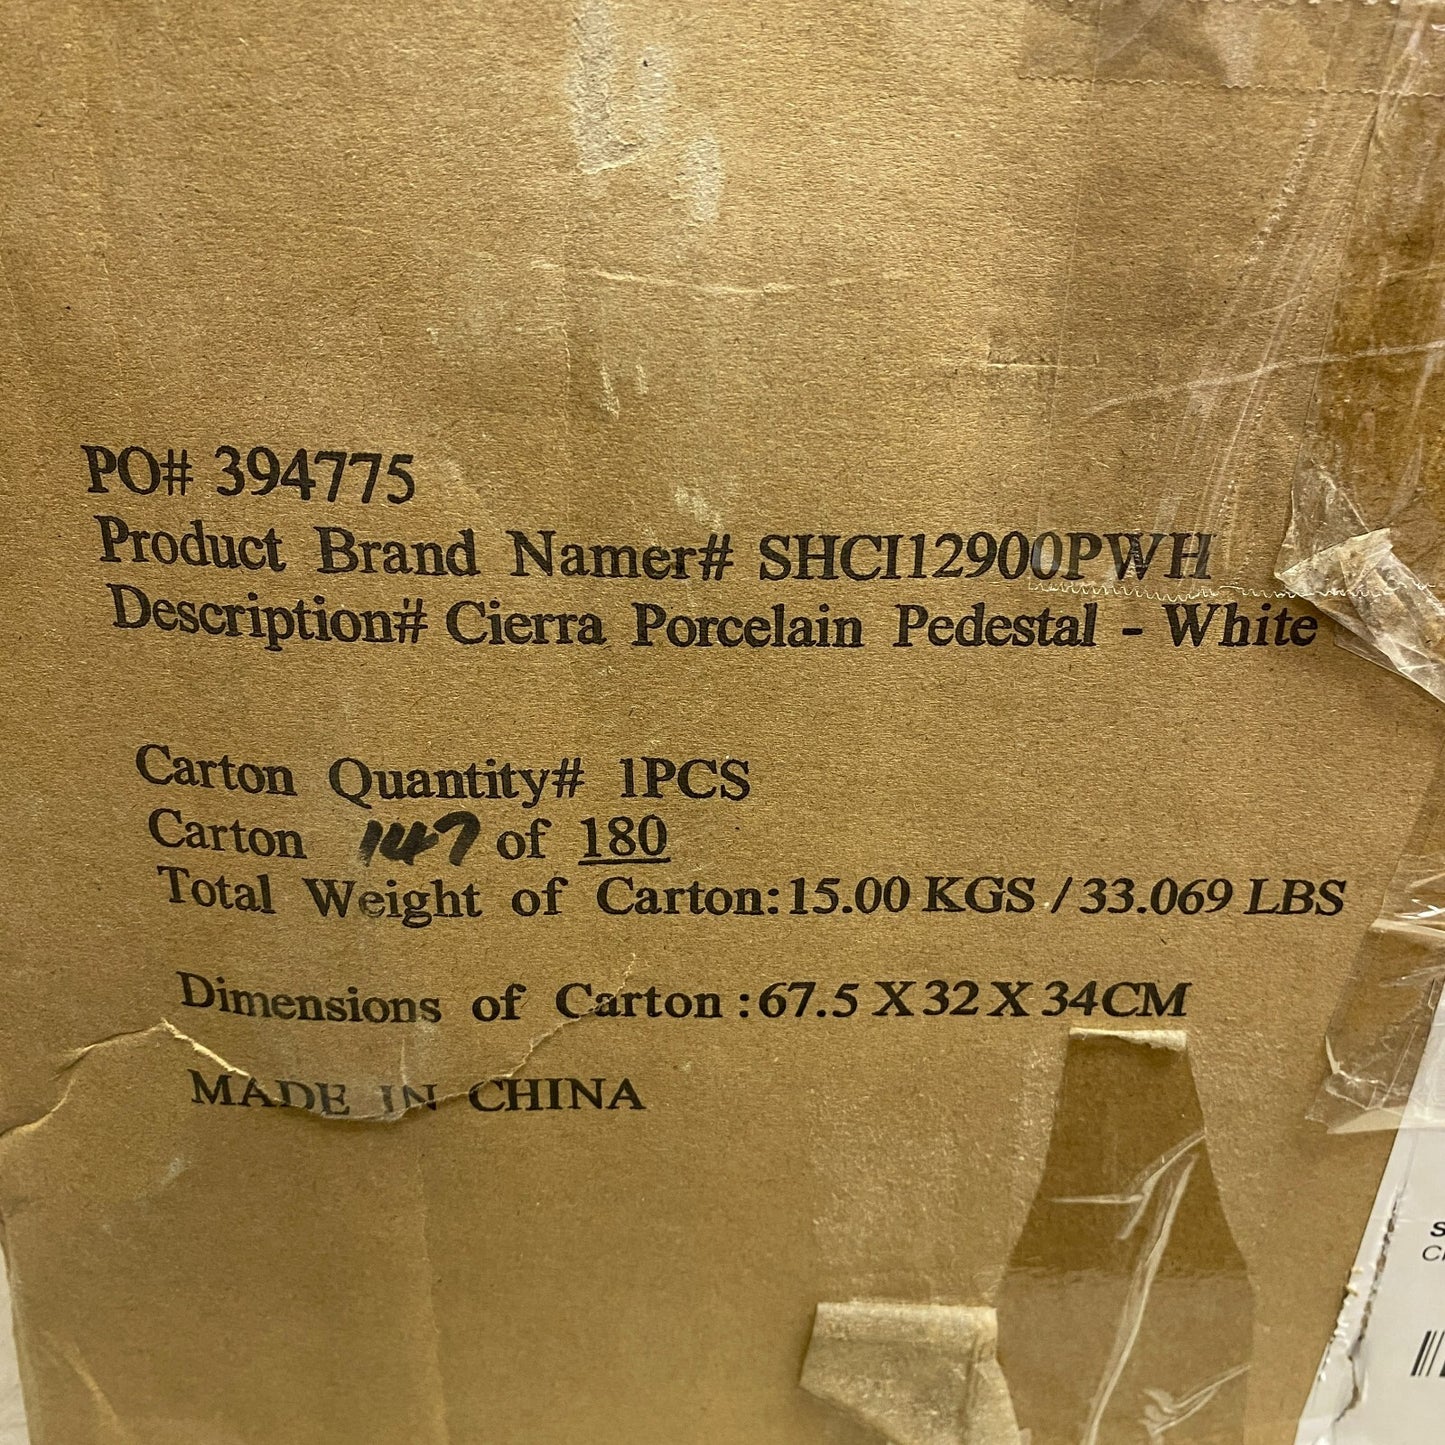 PO# 394775
Product Brand Namer# SHCI12900PWH
Description# Cierra Porcelain Pedestal - White
Carton Quantity# 1PCS
Carton 147 of 180
Total Weight of Carton: 15.00 KGS / 33.069 LBS
Dimensions of Carton : 67.5 X 32 X 34CM
MADE IN CHINA